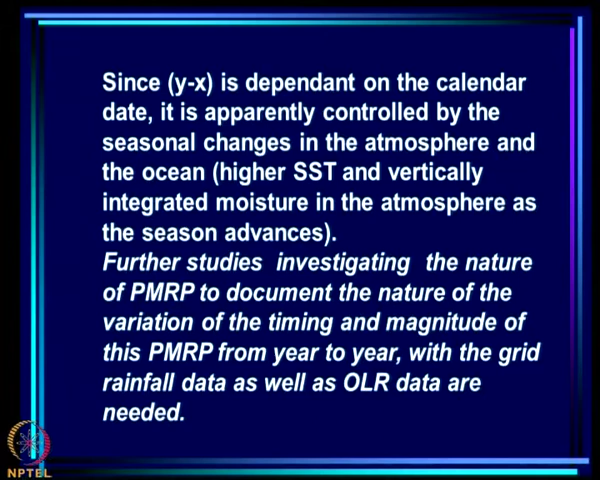 Since (y-x) is dependant on the calendar
date, it is apparently controlled by the
seasonal changes in the atmosphere and
the ocean (higher SST and vertically
integrated moisture in the atmosphere as
the season advances).
Further studies investigating the nature
of PMRP to document the nature of the
variation of the timing and magnitude of
this PMRP from year to year, with the grid
rainfall data as well as OLR data are
needed.
NPTEL